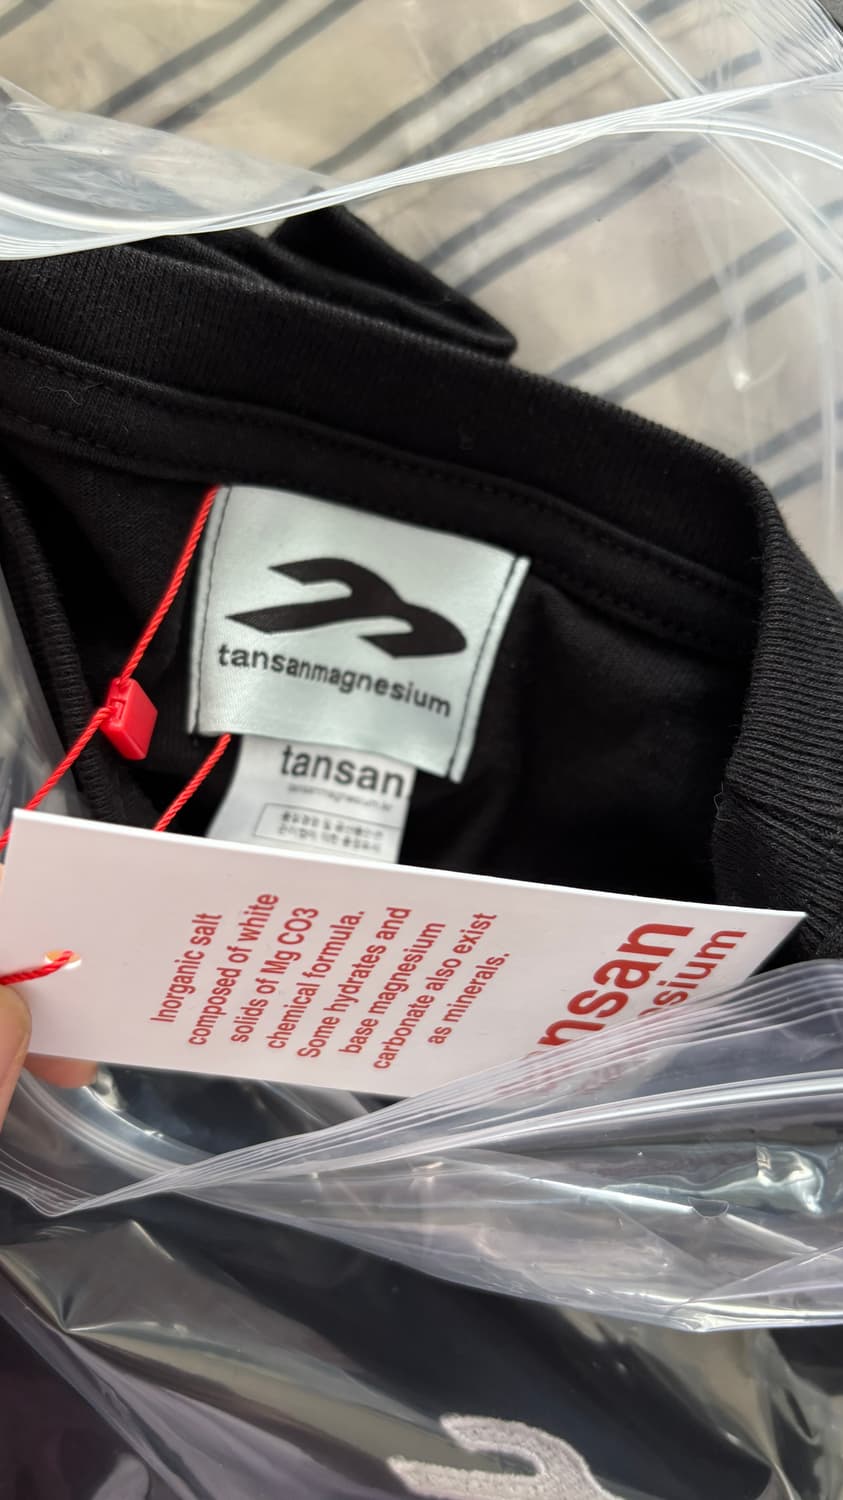 tansanmagnesium
tansan
Inorganic salt
composed of white
solids of Mg CO3
chemical formula.
Some hydrates and
base magnesium
carbonate also exist
as minerals.